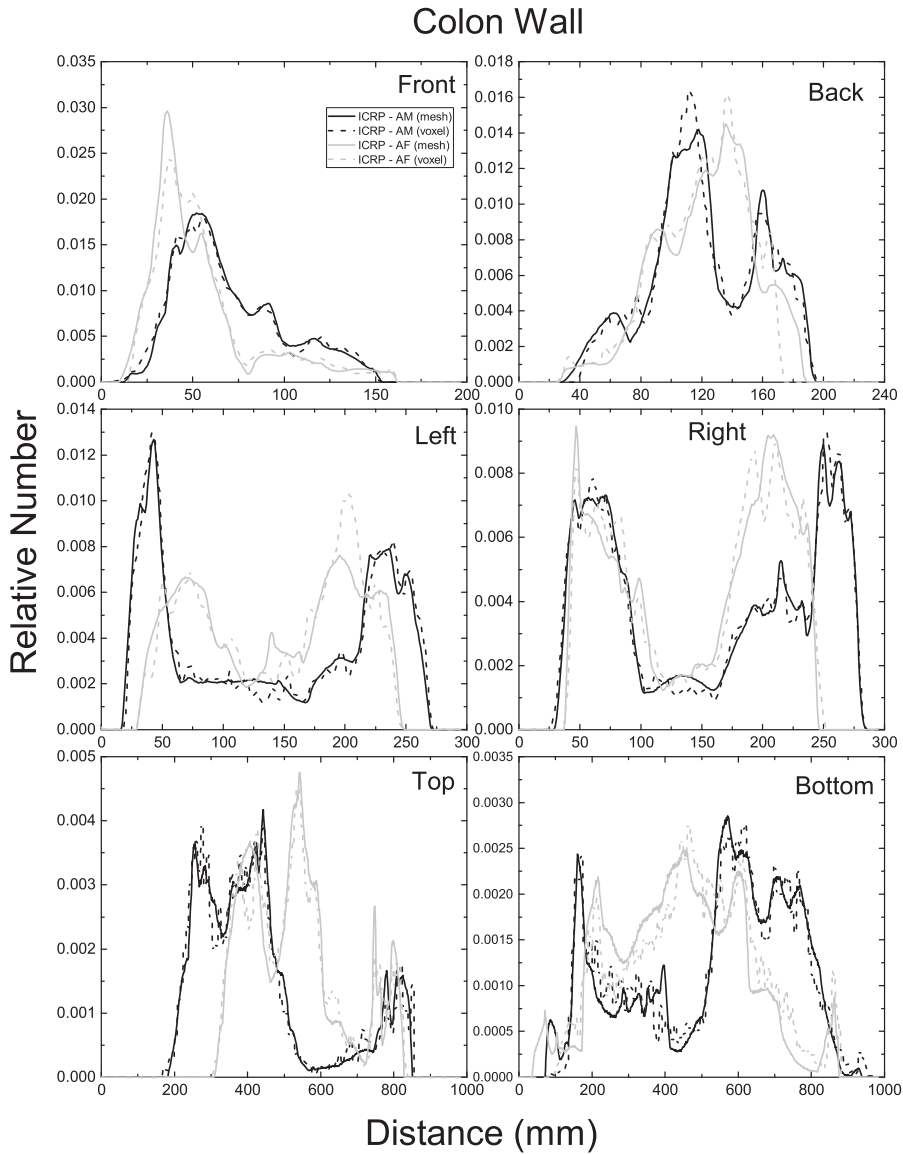 Colon Wall
Relative Number
Front
ICRP - AM (mesh)
ICRP - AM (voxel)
ICRP - AF (mesh)
ICRP - AF (voxel)
0.035
0.030
0.025
0.020
0.015
0.010
0.005
0.000
0 50 100 150 200
Back
0.018
0.016
0.014
0.012
0.010
0.008
0.006
0.004
0.002
0.000
0 40 80 120 160 200 240
Left
0.014
0.012
0.010
0.008
0.006
0.004
0.002
0.000
0 50 100 150 200 250 300
Right
0.010
0.008
0.006
0.004
0.002
0.000
0 50 100 150 200 250 300
Top
0.005
0.004
0.003
0.002
0.001
0.000
0 200 400 600 800 1000
Bottom
0.0035
0.0030
0.0025
0.0020
0.0015
0.0010
0.0005
0.0000
0 200 400 600 800 1000
Distance (mm)